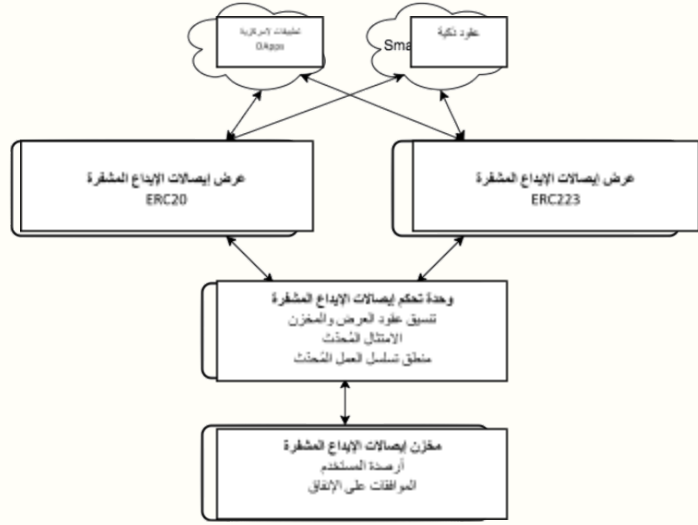 تطبيقات لامركزية
DApps
Sma
عقود ذكية
عرض إيصالات الإيداع المشفرة
ERC20
عرض إيصالات الإيداع المشفرة
ERC223
وحدة تحكم إيصالات الإيداع المشفرة
تنسيق عقود العرض والمخزن
الامتثال المُحدّث
منطق تسلسل العمل المُحدّث
مخزن إيصالات الإيداع المشفرة
أرصدة المستخدم
الموافقات على الإنفاق